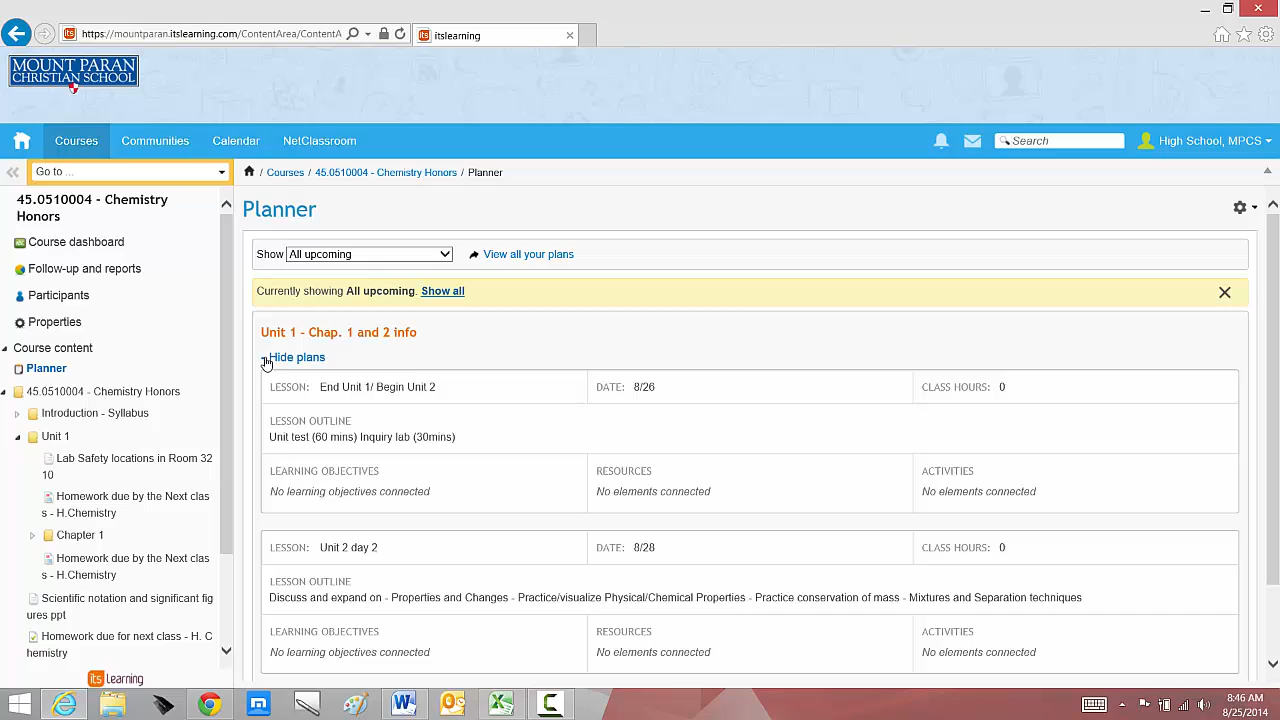 https://mountparan.itslearning.com/ContentArea/ContentA
itslearning
MOUNT PARAN
CHRISTIAN SCHOOL
Courses
Communities
Calendar
NetClassroom
Search
High School, MPCS
Go to ...
Courses / 45.0510004 - Chemistry Honors / Planner
45.0510004 - Chemistry
Honors
Course dashboard
Follow-up and reports
Participants
Properties
Course content
Planner
45.0510004 - Chemistry Honors
Introduction - Syllabus
Unit 1
Lab Safety locations in Room 32
10
Homework due by the Next clas
s - H.Chemistry
Chapter 1
Homework due by the Next clas
s - H.Chemistry
Scientific notation and significant fig
ures ppt
Homework due for next class - H. C
hemistry
its Learning
Planner
Show All upcoming View all your plans
Currently showing All upcoming. Show all
Unit 1 - Chap. 1 and 2 info
Hide plans
LESSON: End Unit 1/ Begin Unit 2 DATE: 8/26 CLASS HOURS: 0
LESSON OUTLINE
Unit test (60 mins) Inquiry lab (30mins)
LEARNING OBJECTIVES RESOURCES ACTIVITIES
No learning objectives connected No elements connected No elements connected
LESSON: Unit 2 day 2 DATE: 8/28 CLASS HOURS: 0
LESSON OUTLINE
Discuss and expand on - Properties and Changes - Practice/visualize Physical/Chemical Properties - Practice conservation of mass - Mixtures and Separation techniques
LEARNING OBJECTIVES RESOURCES ACTIVITIES
No learning objectives connected No elements connected No elements connected
8:46 AM
8/25/2014